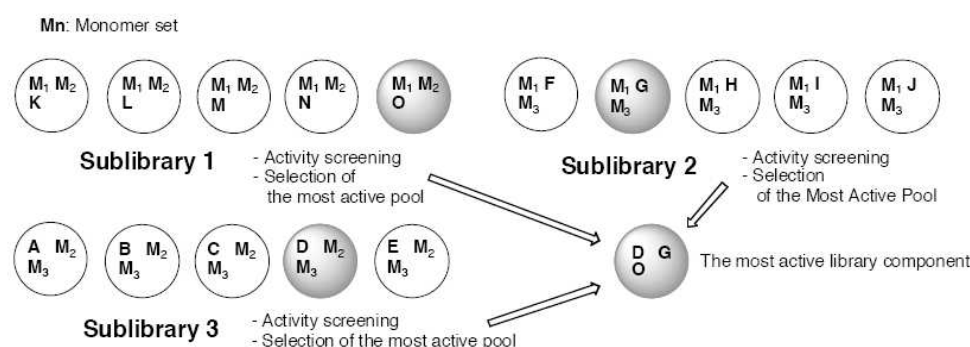 Mn: Monomer set
M₁ M₂
K
M₁ M₂
L
M₁ M₂
M
M₁ M₂
N
M₁ M₂
O
Sublibrary 1
- Activity screening
- Selection of
the most active pool
M₁ F
M₃
M₁ G
M₃
M₁ H
M₃
M₁ I
M₃
M₁ J
M₃
Sublibrary 2
- Activity screening
- Selection
of the Most Active Pool
A M₂
M₃
B M₂
M₃
C M₂
M₃
D M₂
M₃
E M₂
M₃
Sublibrary 3
- Activity screening
- Selection of the most active pool
D G
O
The most active library component